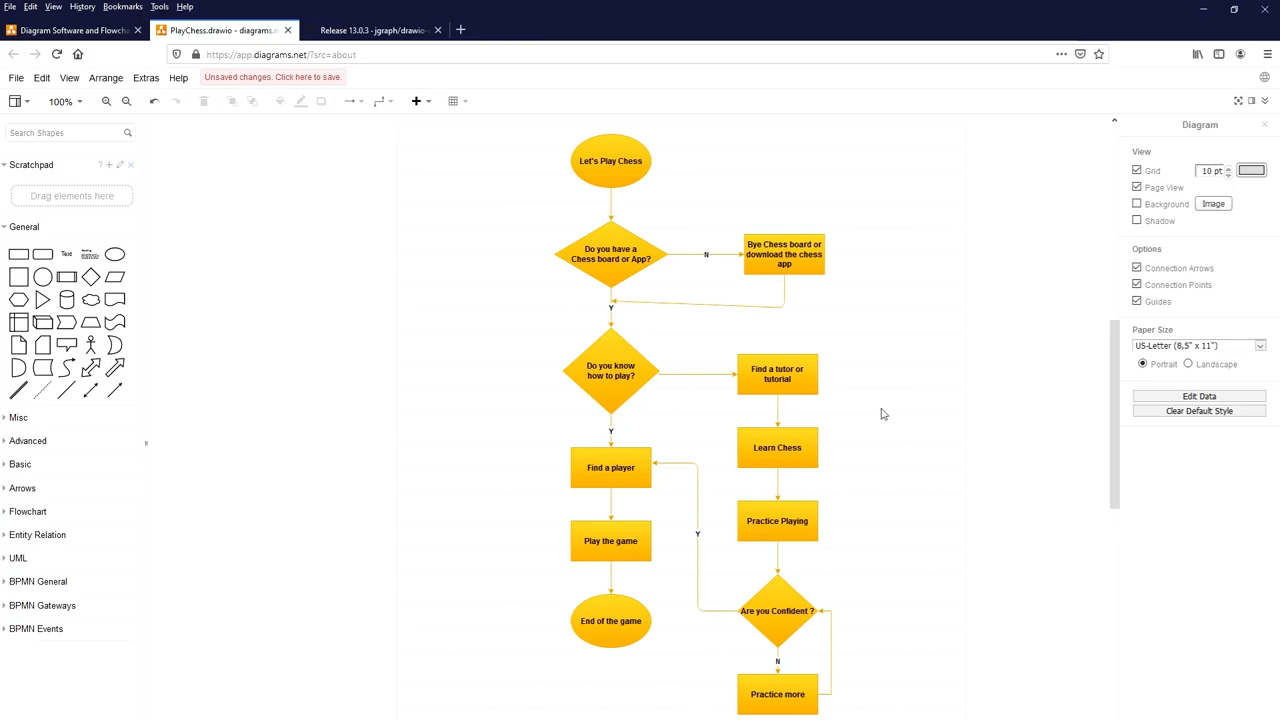 File Edit View History Bookmarks Tools Help
Diagram Software and Flowcha
PlayChess.drawio - diagrams.n
Release 13.0.3 · jgraph/drawio-
https://app.diagrams.net/?src=about
File Edit View Arrange Extras Help
Unsaved changes. Click here to save.
100%
Search Shapes
Scratchpad
?
Drag elements here
General
Text
Misc
Advanced
Basic
Arrows
Flowchart
Entity Relation
UML
BPMN General
BPMN Gateways
BPMN Events
Let's Play Chess
Do you have a
Chess board or App?
N
Bye Chess board or
download the chess
app
Y
Do you know
how to play?
Find a tutor or
tutorial
Y
Learn Chess
Find a player
Practice Playing
Y
Play the game
Are you Confident ?
End of the game
N
Practice more
Diagram
View
Grid
10 pt
Page View
Background
Image
Shadow
Options
Connection Arrows
Connection Points
Guides
Paper Size
US-Letter (8,5" x 11")
Portrait
Landscape
Edit Data
Clear Default Style